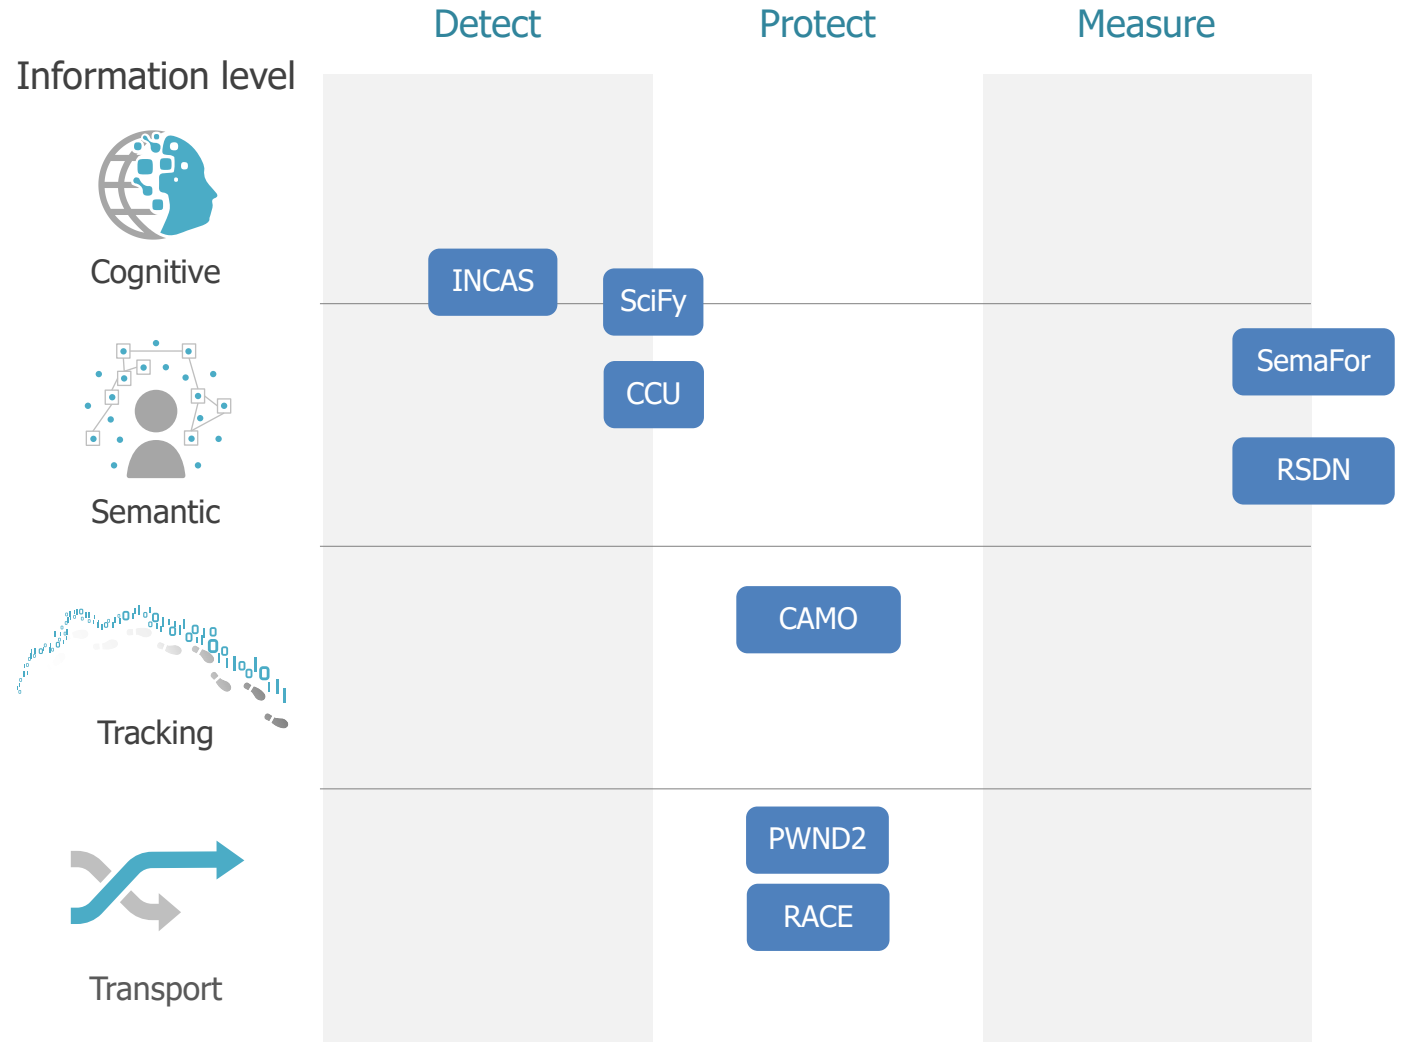 Detect
Protect
Measure
Information level
Cognitive
INCAS
SciFy
SemaFor
CCU
RSDN
Semantic
CAMO
Tracking
PWND2
RACE
Transport